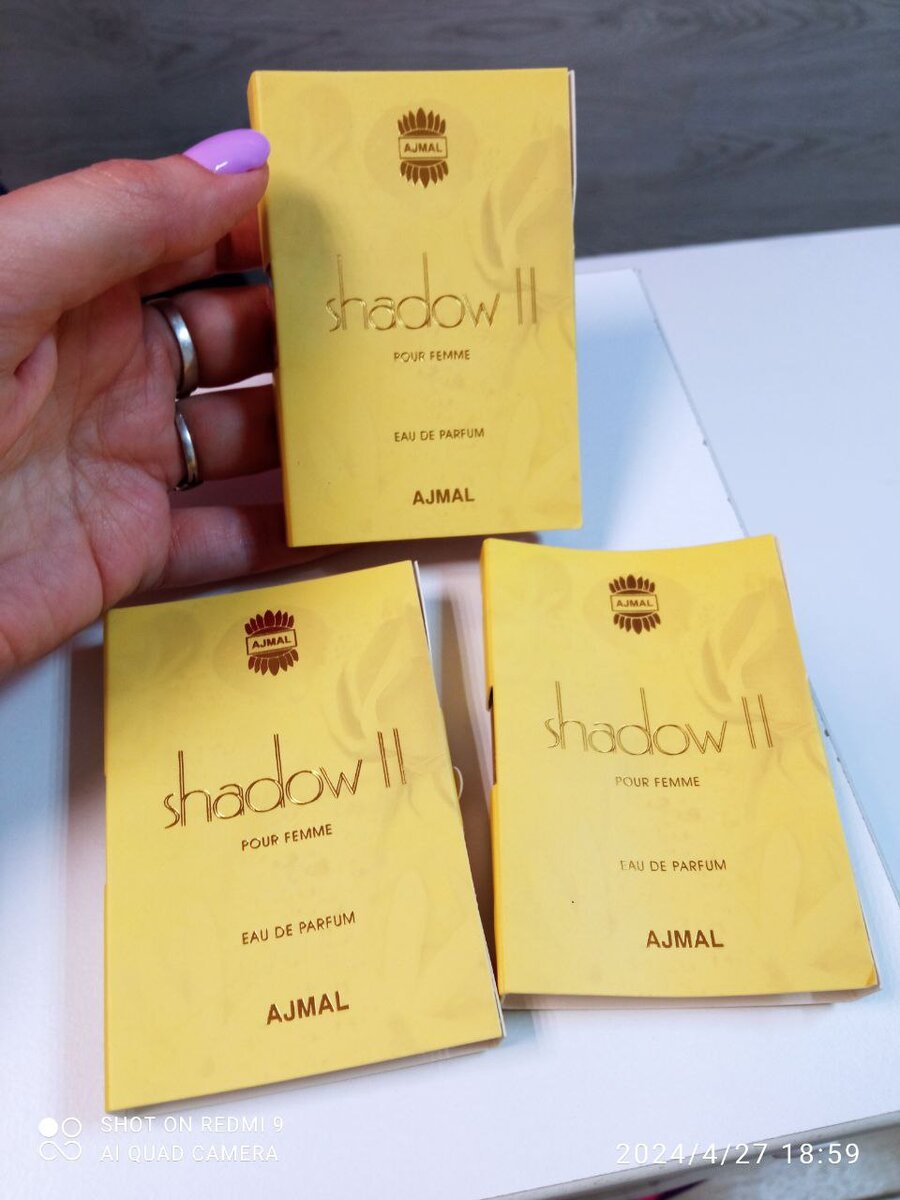 AJMAL
shadow II
POUR FEMME
EAU DE PARFUM
AJMAL
AJMAL
shadow II
POUR FEMME
EAU DE PARFUM
AJMAL
AJMAL
shadow II
POUR FEMME
EAU DE PARFUM
AJMAL
SHOT ON REDMI 9
AI QUAD CAMERA
2024/4/27 18:59